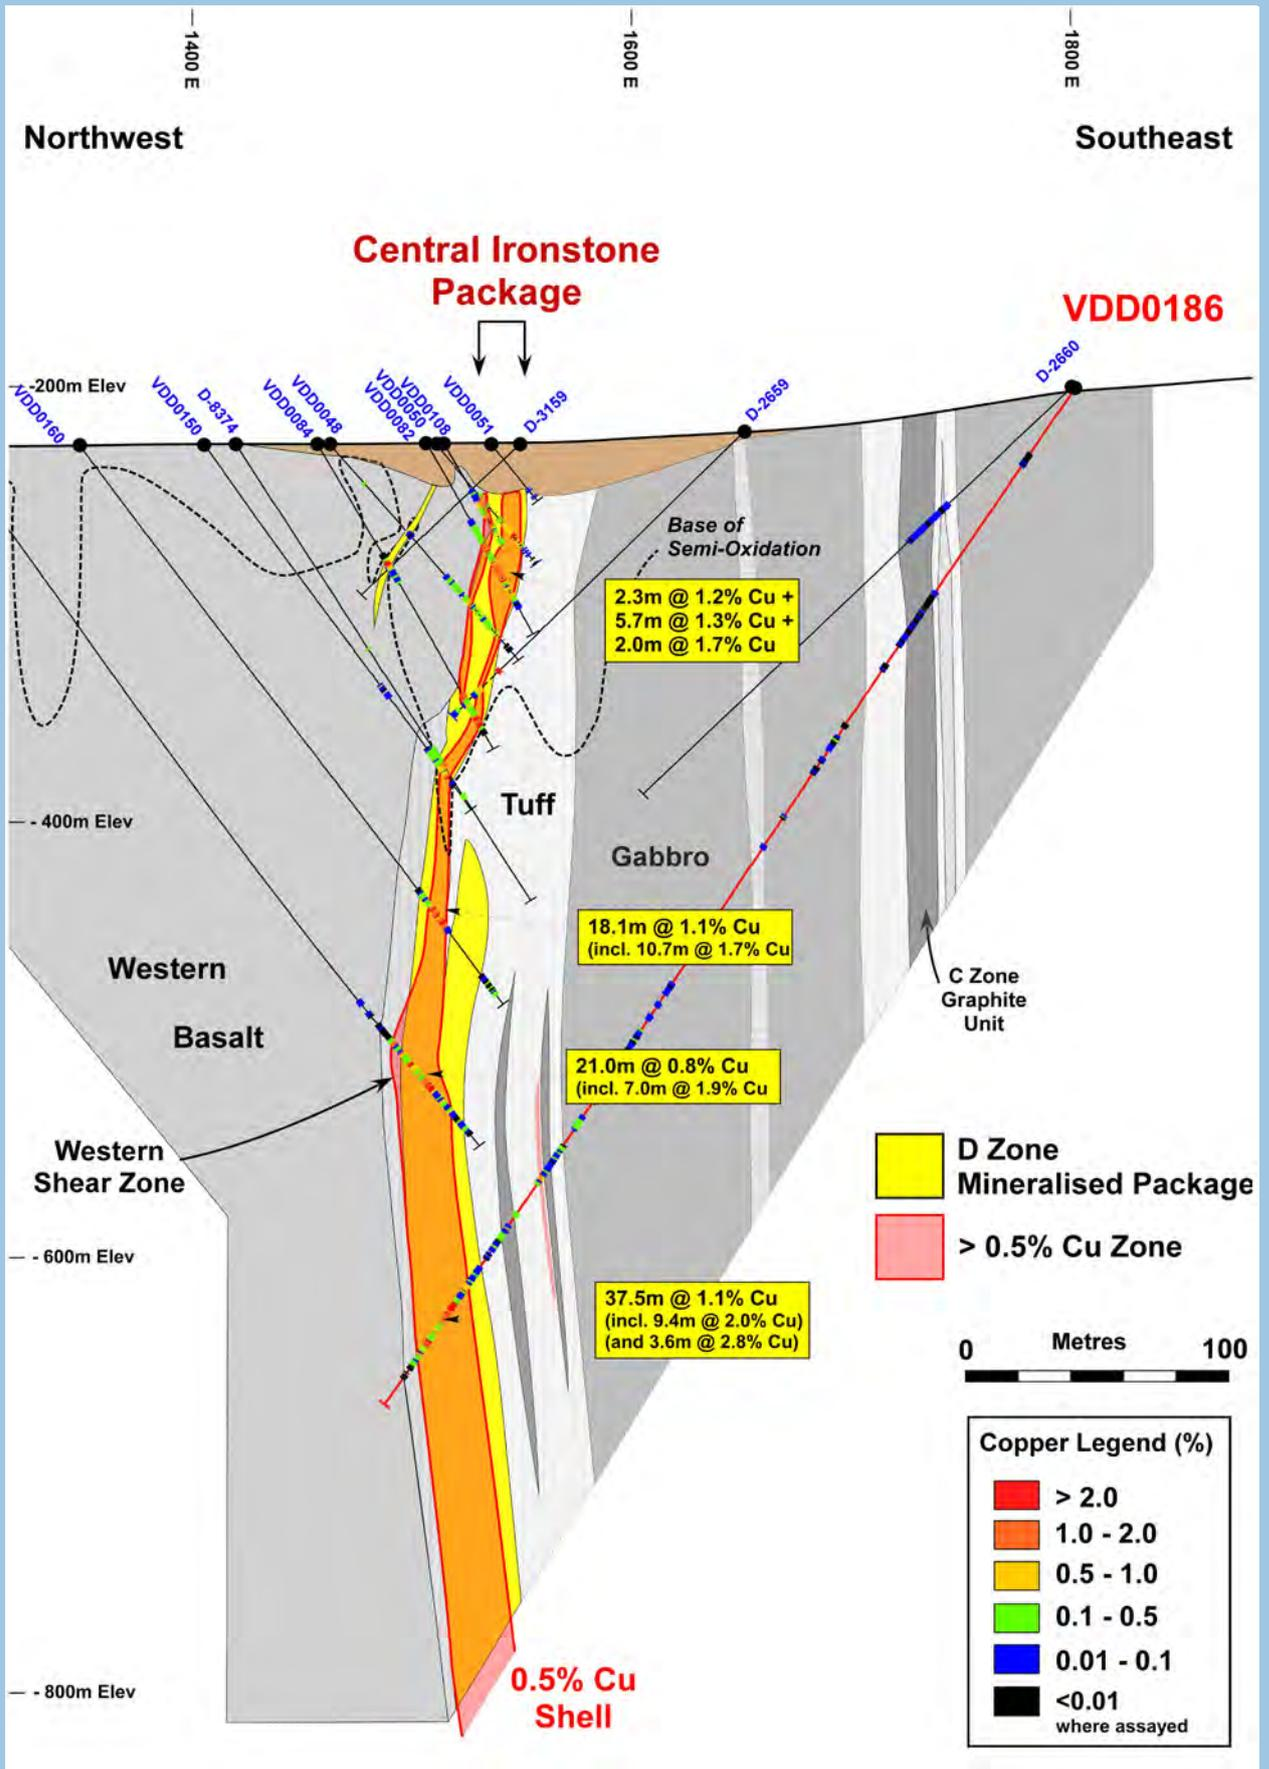 1400 E
1600 E
1800 E
Northwest
Southeast
Central Ironstone
Package
VDD0186
-200m Elev
VDD0160
VDD0150
D-8374
VDD0084
VDD0048
VDD0082
VDD0050
VDD0108
VDD0051
D-3159
D-2659
D-2660
Base of
Semi-Oxidation
2.3m @ 1.2% Cu +
5.7m @ 1.3% Cu +
2.0m @ 1.7% Cu
- 400m Elev
Tuff
Gabbro
18.1m @ 1.1% Cu
(incl. 10.7m @ 1.7% Cu
Western
Basalt
C Zone
Graphite
Unit
21.0m @ 0.8% Cu
(incl. 7.0m @ 1.9% Cu
Western
Shear Zone
D Zone
Mineralised Package
> 0.5% Cu Zone
- 600m Elev
37.5m @ 1.1% Cu
(incl. 9.4m @ 2.0% Cu)
(and 3.6m @ 2.8% Cu)
0 Metres 100
Copper Legend (%)
> 2.0
1.0 - 2.0
0.5 - 1.0
0.1 - 0.5
0.01 - 0.1
<0.01
where assayed
0.5% Cu
Shell
- 800m Elev